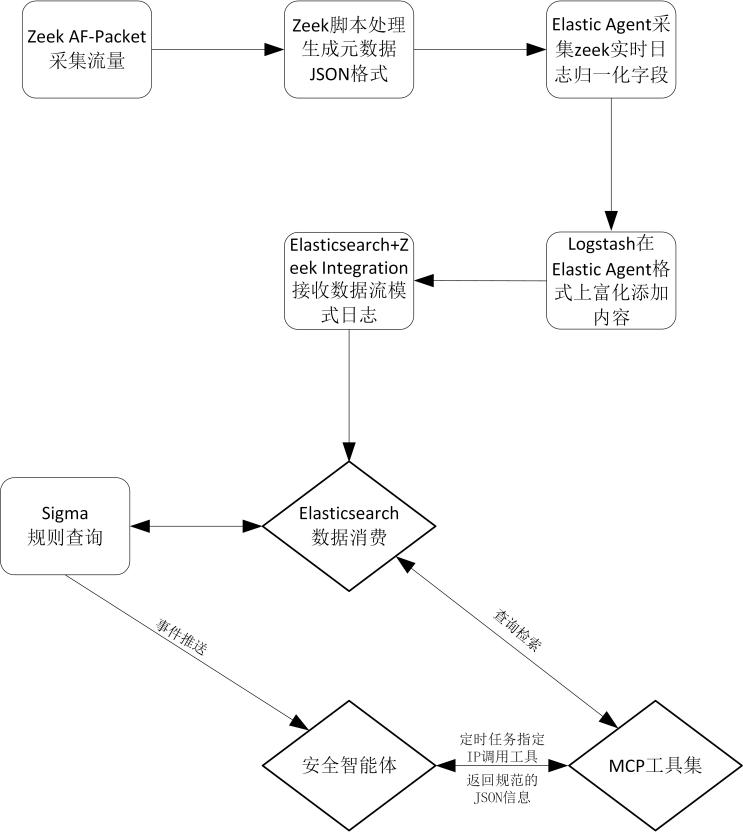 Zeek AF-Packet
采集流量
Zeek脚本处理
生成元数据
JSON格式
Elastic Agent采
集zeek实时日
志归一化字段
Elasticsearch+Z
eek Integration
接收数据流模
式日志
Logstash在
Elastic Agent格
式上富化添加
内容
Sigma
规则查询
Elasticsearch
数据消费
事件推送
查询检索
安全智能体
定时任务指定
IP调用工具
返回规范的
JSON信息
MCP工具集